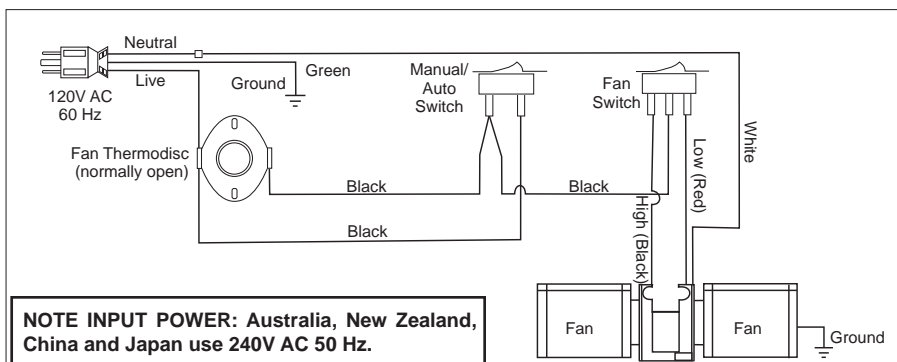 Neutral
Live
120V AC
60 Hz
Ground
Green
Manual/
Auto
Switch
Fan
Switch
Fan Thermodisc
(normally open)
Black
Black
Black
White
Low (Red)
High (Black)
Fan
Fan
Ground
NOTE INPUT POWER: Australia, New Zealand,
China and Japan use 240V AC 50 Hz.